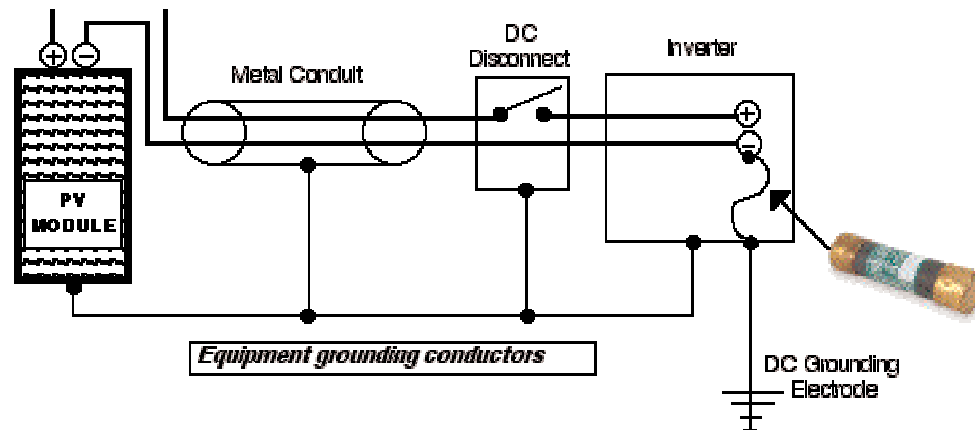 +
−
Metal Conduit
DC
Disconnect
Inverter
+
−
PV
MODULE
Equipment grounding conductors
DC Grounding
Electrode